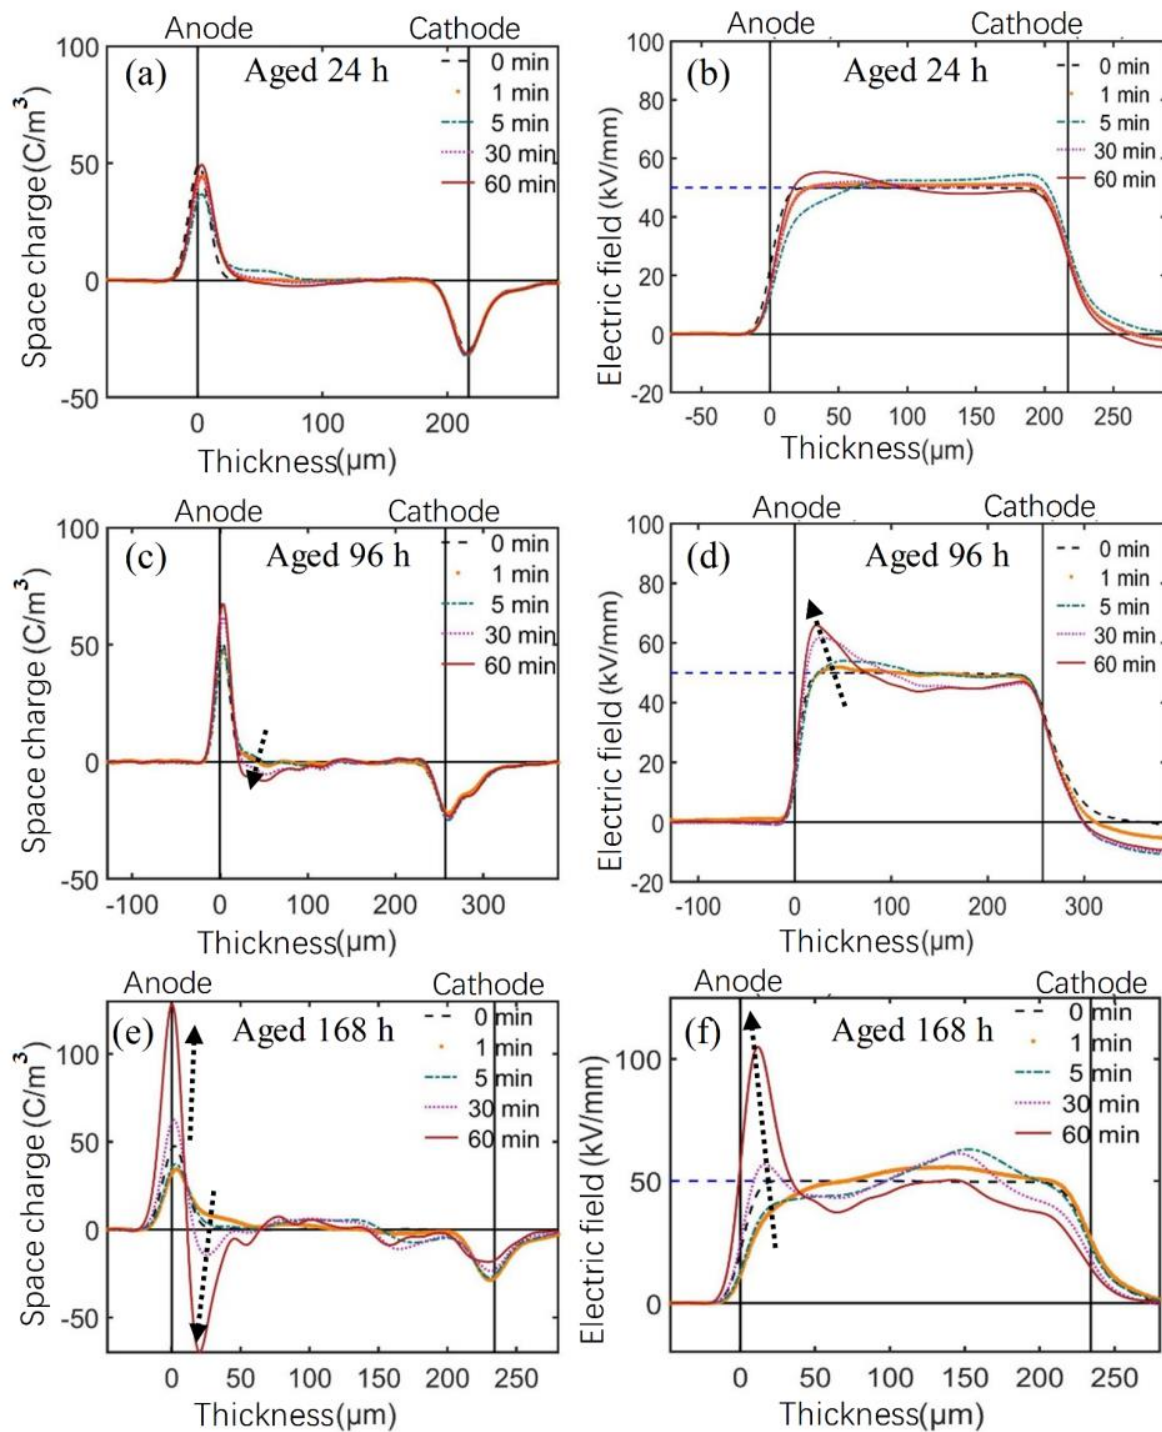 Anode Cathode
(a) Aged 24 h
0 min
1 min
5 min
30 min
60 min
100
50
0
-50
Space charge(C/m³)
0 100 200
Thickness(μm)
Anode Cathode
(b) Aged 24 h
0 min
1 min
5 min
30 min
60 min
100
80
60
40
20
0
-20
Electric field(kV/mm)
-50 0 50 100 150 200 250
Thickness(μm)
Anode Cathode
(c) Aged 96 h
0 min
1 min
5 min
30 min
60 min
100
50
0
-50
Space charge(C/m³)
-100 0 100 200 300
Thickness(μm)
Anode Cathode
(d) Aged 96 h
0 min
1 min
5 min
30 min
60 min
100
80
60
40
20
0
-20
Electric field(kV/mm)
-100 0 100 200 300
Thickness(μm)
Anode Cathode
(e) Aged 168 h
0 min
1 min
5 min
30 min
60 min
100
50
0
-50
Space charge(C/m³)
0 50 100 150 200 250
Thickness(μm)
Anode Cathode
(f) Aged 168 h
0 min
1 min
5 min
30 min
60 min
100
50
0
Electric field(kV/mm)
0 50 100 150 200 250
Thickness(μm)